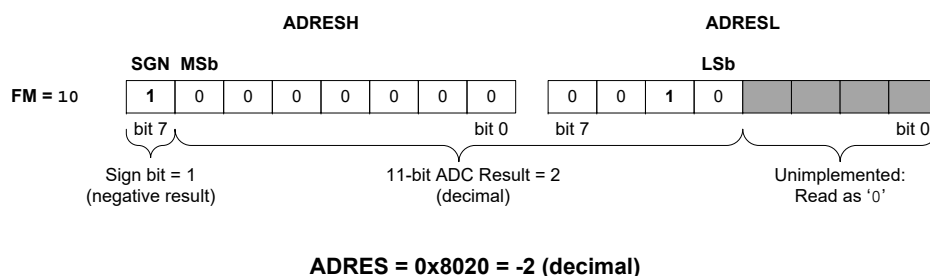 ADRESH ADRESL
SGN MSb LSb
FM = 10 1 0 0 0 0 0 0 0 0 0 1 0
bit 7 bit 0 bit 7 bit 0
Sign bit = 1 11-bit ADC Result = 2 Unimplemented:
(negative result) (decimal) Read as ‘0’
ADRES = 0x8020 = -2 (decimal)